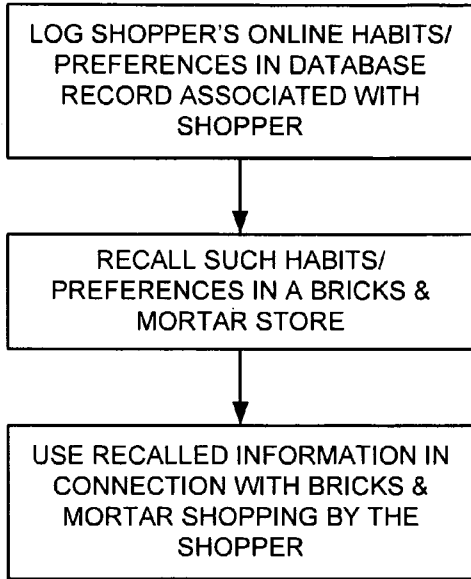 LOG SHOPPER'S ONLINE HABITS/
PREFERENCES IN DATABASE
RECORD ASSOCIATED WITH
SHOPPER
RECALL SUCH HABITS/
PREFERENCES IN A BRICKS &
MORTAR STORE
USE RECALLED INFORMATION IN
CONNECTION WITH BRICKS &
MORTAR SHOPPING BY THE
SHOPPER